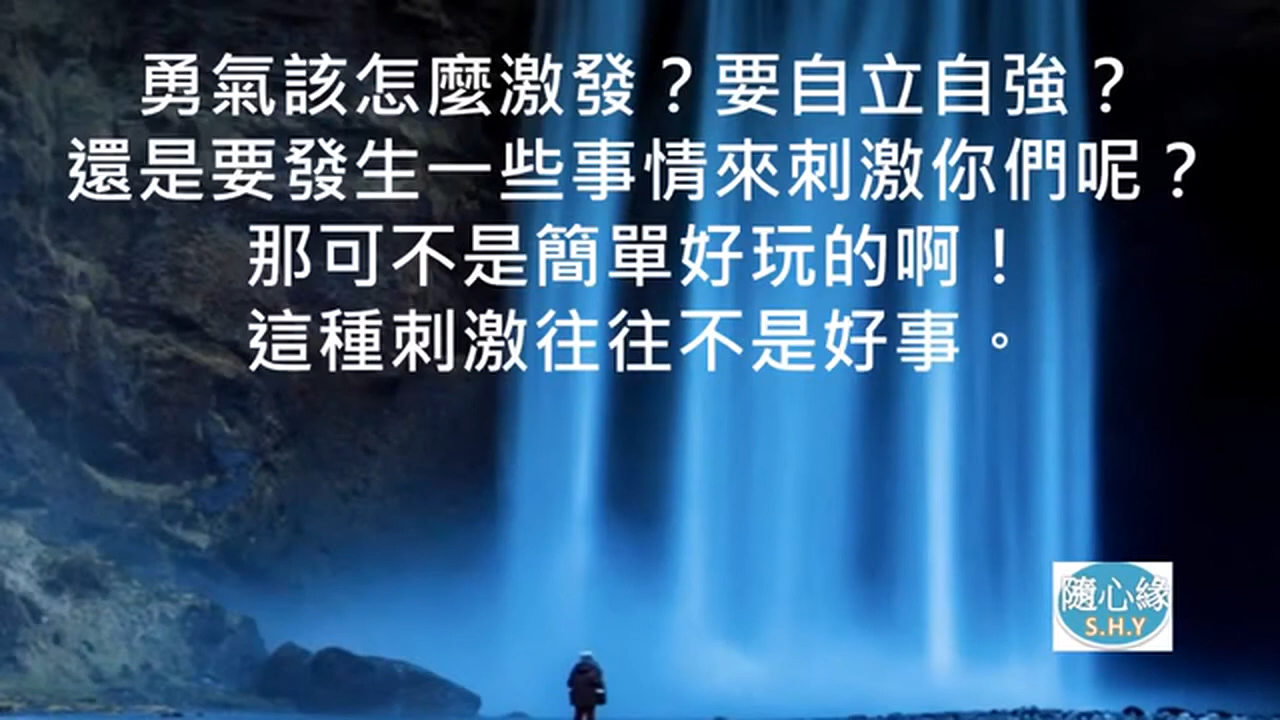 勇氣該怎麼激發？要自立自強？
還是要發生一些事情來刺激你們呢？
那可不是簡單好玩的啊！
這種刺激往往不是好事。
隨心緣
S.H.Y